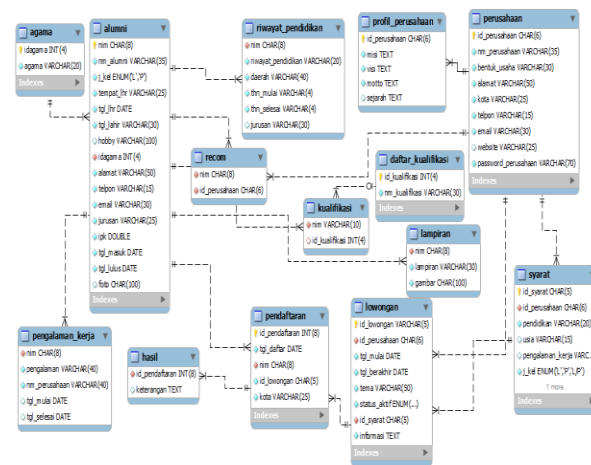 agama
idagama INT(4)
agama VARCHAR(20)
Indexes
alumni
nim CHAR(8)
nm_alumni VARCHAR(35)
j_kel ENUM('L','P')
tempat_lhr VARCHAR(25)
tgl_lhr DATE
tgl_lahir VARCHAR(30)
hobby VARCHAR(100)
idagama INT(4)
alamat VARCHAR(50)
telpon VARCHAR(15)
email VARCHAR(30)
jurusan VARCHAR(25)
ipk DOUBLE
tgl_masuk DATE
tgl_lulus DATE
foto CHAR(100)
Indexes
riwayat_pendidikan
nim CHAR(8)
riwayat_pendidikan VARCHAR(20)
daerah VARCHAR(40)
thn_mulai VARCHAR(4)
thn_selesai VARCHAR(4)
jurusan VARCHAR(30)
profil_perusahaan
id_perusahaan CHAR(6)
misi TEXT
visi TEXT
motto TEXT
sejarah TEXT
perusahaan
id_perusahaan CHAR(6)
nm_perusahaan VARCHAR(35)
bentuk_usaha VARCHAR(30)
alamat VARCHAR(50)
kota VARCHAR(25)
telpon VARCHAR(15)
email VARCHAR(30)
website VARCHAR(25)
password_perusahaan VARCHAR(70)
Indexes
recom
nim CHAR(8)
id_perusahaan CHAR(6)
daftar_kualifikasi
id_kualifikasi INT(4)
nm_kualifikasi VARCHAR(30)
Indexes
kualifikasi
nim VARCHAR(10)
id_kualifikasi INT(4)
lampiran
nim CHAR(8)
lampiran VARCHAR(30)
gambar CHAR(100)
syarat
id_syarat CHAR(5)
id_perusahaan CHAR(6)
pendidikan VARCHAR(20)
usia VARCHAR(15)
pengalaman_kerja VARC...
j_kel ENUM('L','P','L/P')
1 more...
Indexes
pengalaman_kerja
nim CHAR(8)
pengalaman VARCHAR(40)
nm_perusahaan VARCHAR(40)
tgl_mulai DATE
tgl_selesai DATE
hasil
id_pendaftaran INT(8)
keterangan TEXT
pendaftaran
id_pendaftaran INT(8)
tgl_daftar DATE
nim CHAR(8)
id_lowongan CHAR(5)
kota VARCHAR(25)
Indexes
lowongan
id_lowongan VARCHAR(5)
id_perusahaan CHAR(6)
tgl_mulai DATE
tgl_berakhir DATE
tema VARCHAR(50)
status_aktif ENUM(...)
id_syarat CHAR(5)
informasi TEXT
Indexes